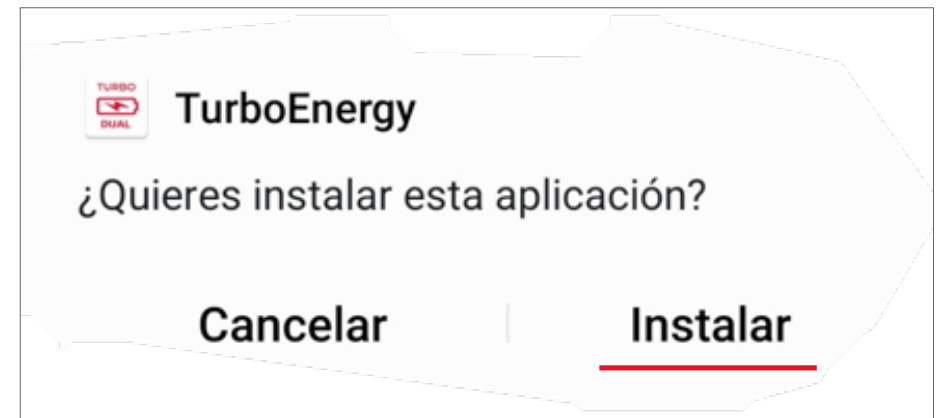 TURBO
DUAL
TurboEnergy
¿Quieres instalar esta aplicación?
Cancelar
Instalar